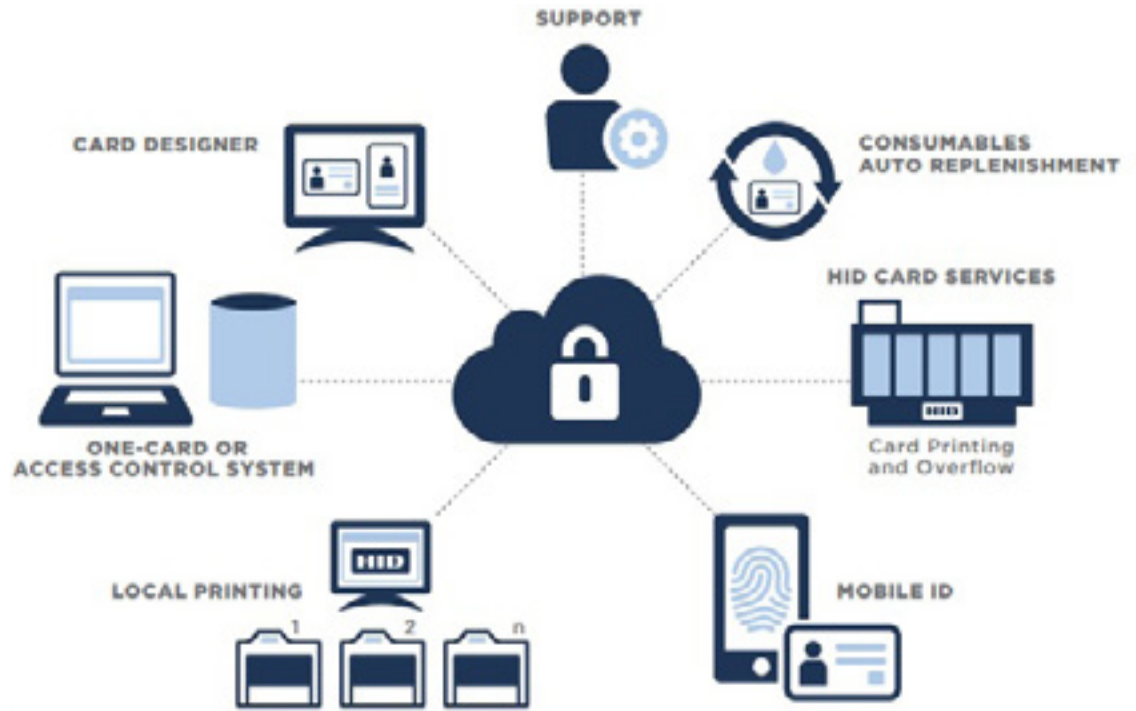 SUPPORT
CARD DESIGNER
CONSUMABLES
AUTO REPLENISHMENT
HID CARD SERVICES
HID
Card Printing
and Overflow
ONE-CARD OR
ACCESS CONTROL SYSTEM
HID
LOCAL PRINTING
1
2
n
MOBILE ID